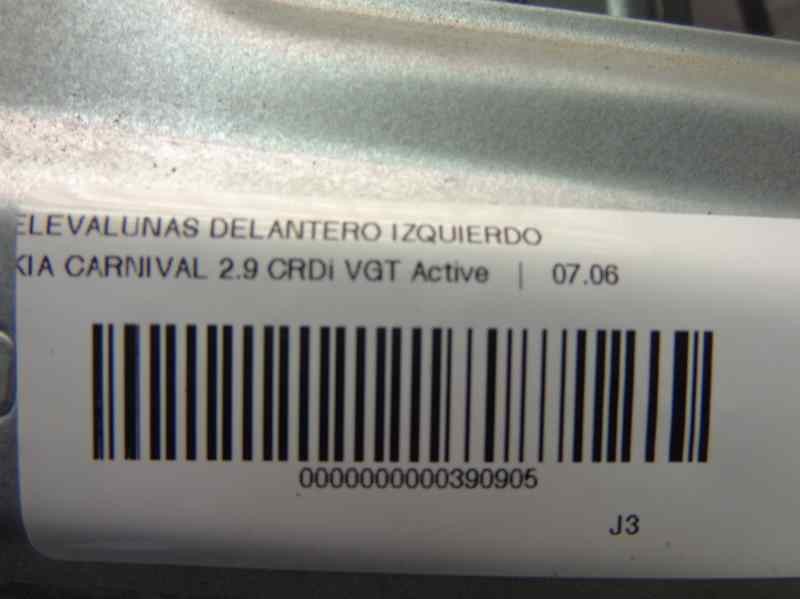 ELEVALUNAS DELANTERO IZQUIERDO
KIA CARNIVAL 2.9 CRDi VGT Active | 07.06
0000000000390905
J3